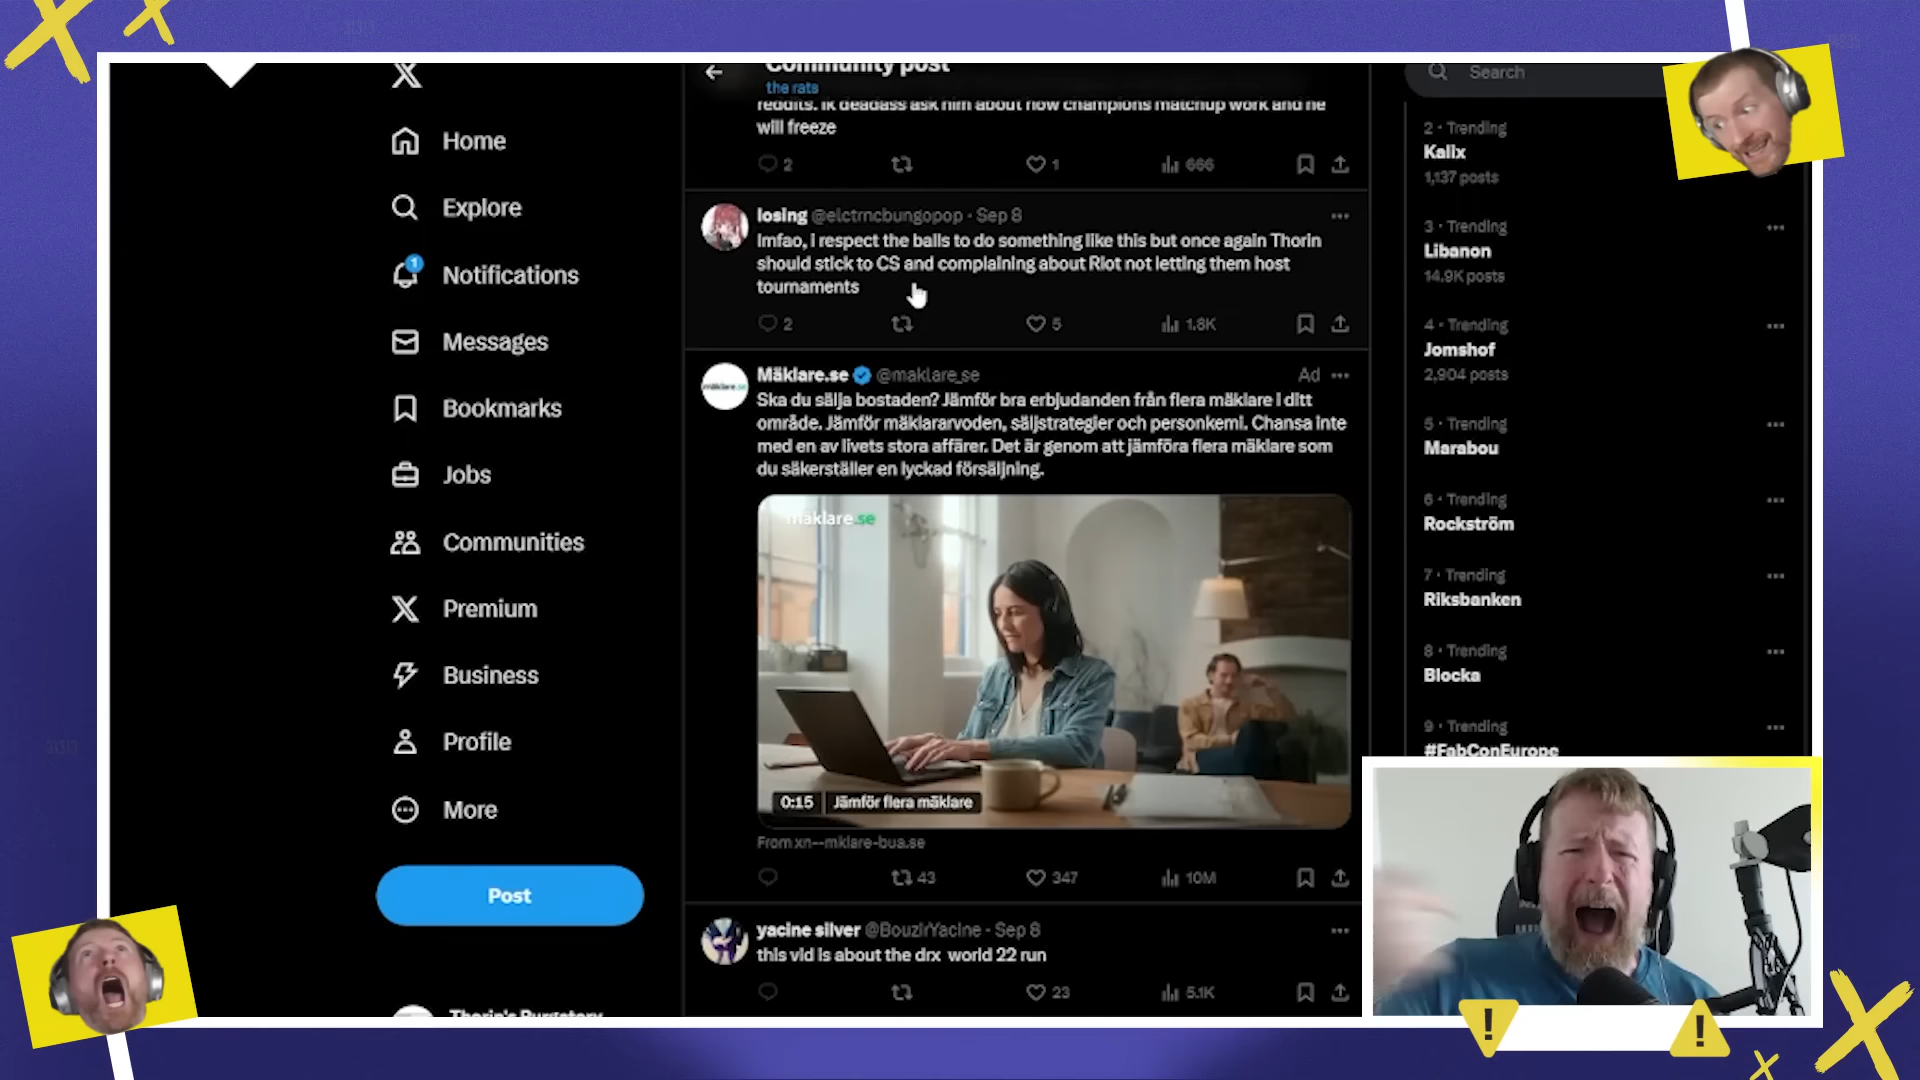 Home
Explore
1
Notifications
Messages
Bookmarks
Jobs
Communities
Premium
Business
Profile
More
Post
Thorin's Purgatory
Community post
the rats
reddits. ik deadass ask him about how champions matchup work and he
will freeze
2
1
666
losing @elctrncbungopop · Sep 8
lmfao, i respect the balls to do something like this but once again Thorin
should stick to CS and complaining about Riot not letting them host
tournaments
2
5
1.8K
Mäklare.se @maklare_se
Ad
Ska du sälja bostaden? Jämför bra erbjudanden från flera mäklare i ditt
område. Jämför mäklararvoden, säljstrategier och personkemi. Chansa inte
med en av livets stora affärer. Det är genom att jämföra flera mäklare som
du säkerställer en lyckad försäljning.
mäklare.se
0:15
Jämför flera mäklare
From xn--mklare-bua.se
43
347
10M
yacine silver @BouzirYacine · Sep 8
this vid is about the drx world 22 run
23
5.1K
Search
2 · Trending
Kalix
1,137 posts
3 · Trending
Libanon
14.9K posts
4 · Trending
Jomshof
2,904 posts
5 · Trending
Marabou
6 · Trending
Rockström
7 · Trending
Riksbanken
8 · Trending
Blocka
9 · Trending
#FabConEurope